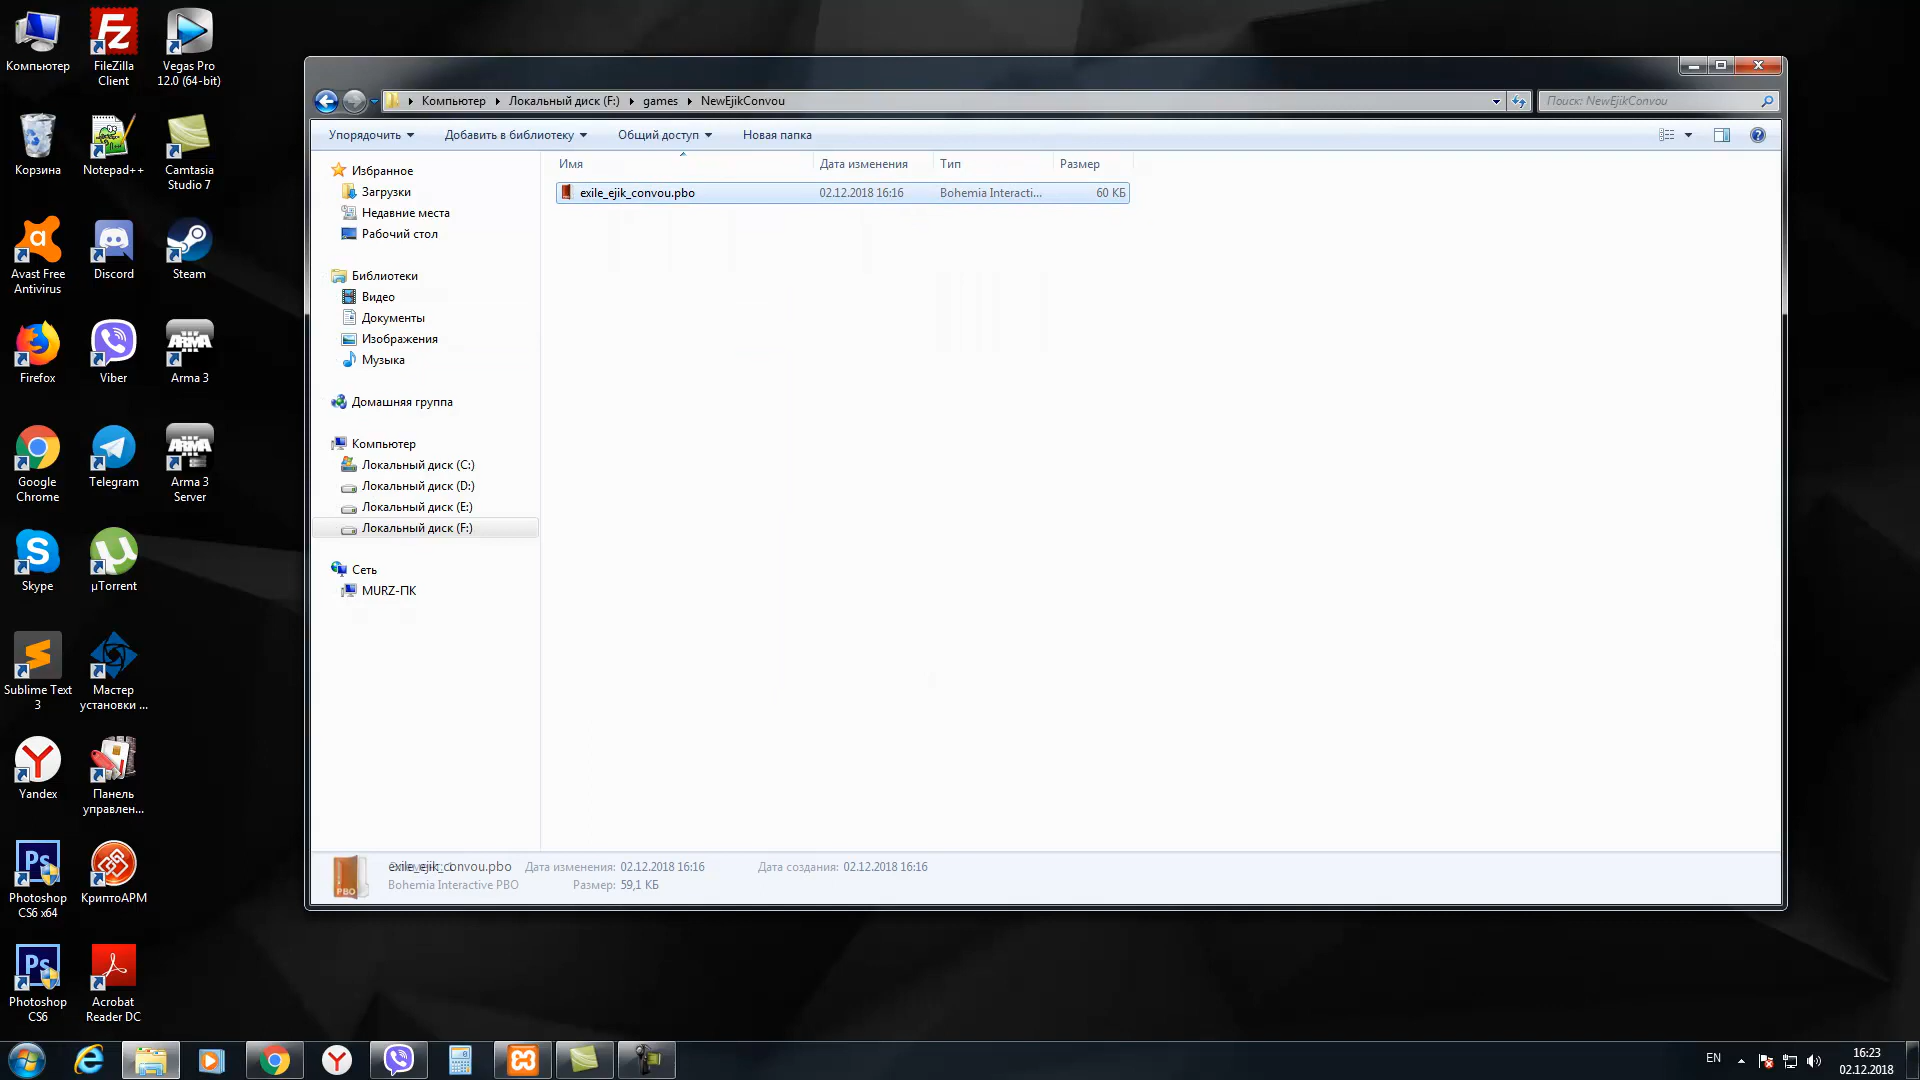 Компьютер
FileZilla
Client
Vegas Pro
12.0 (64-bit)
Корзина
Notepad++
Camtasia
Studio 7
Avast Free
Antivirus
Discord
Steam
Firefox
Viber
Arma 3
Google
Chrome
Telegram
Arma 3
Server
Skype
µTorrent
Sublime Text
3
Мастер
установки ...
Yandex
Панель
управлен...
Photoshop
CS6 x64
КриптоАРМ
Photoshop
CS6
Acrobat
Reader DC
Компьютер
Локальный диск (F:)
games
NewEjikConvou
Поиск: NewEjikConvou
Упорядочить
Добавить в библиотеку
Общий доступ
Новая папка
Избранное
Загрузки
Недавние места
Рабочий стол
Библиотеки
Видео
Документы
Изображения
Музыка
Домашняя группа
Компьютер
Локальный диск (C:)
Локальный диск (D:)
Локальный диск (E:)
Локальный диск (F:)
Сеть
MURZ-ПК
Имя
Дата изменения
Тип
Размер
exile_ejik_convou.pbo
02.12.2018 16:16
Bohemia Interacti...
60 КБ
PBO
exile_ejik_convou.pbo
Дата изменения: 02.12.2018 16:16
Дата создания: 02.12.2018 16:16
Bohemia Interactive PBO
Размер: 59,1 КБ
EN
16:23
02.12.2018